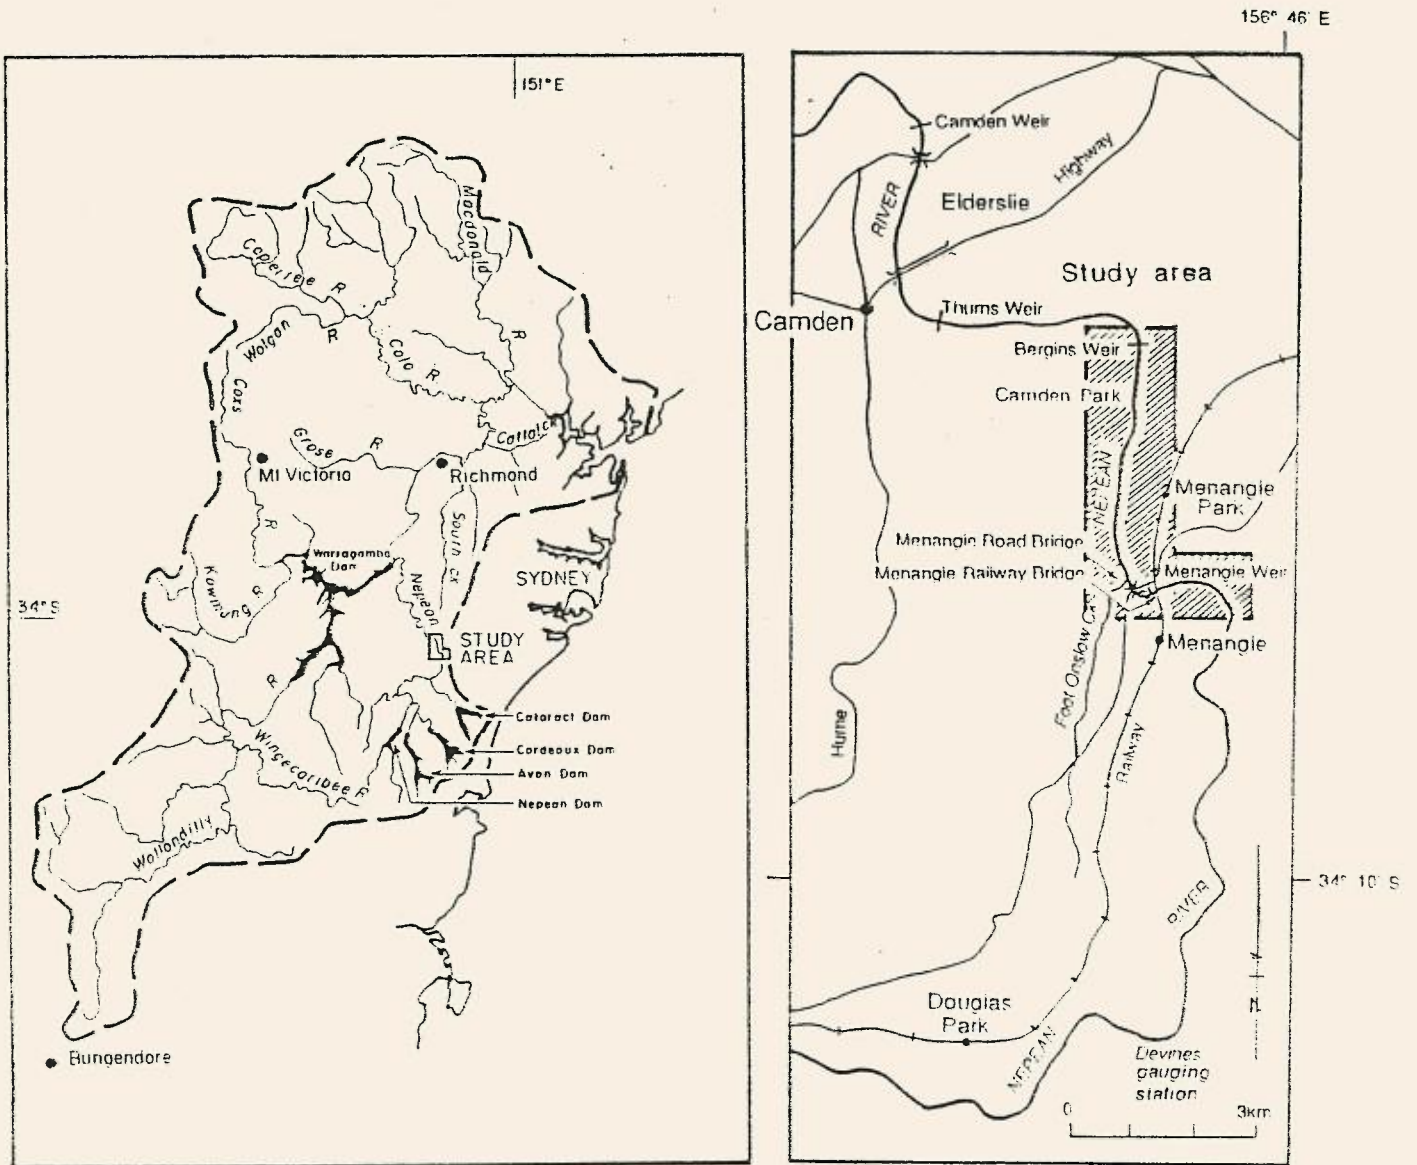 151° E
Macdonald
R
Capertee R
Wolgan R
Colo R
Coxs
R
Grose R
Mt Victoria
Richmond
Cattai Ck
South Ck
Warragamba
Dam
Kowmung R
Nepean
SYDNEY
34° S
STUDY
AREA
R
Cataract Dam
Cordeaux Dam
Avon Dam
Nepean Dam
Wingecaribee R
Wollondilly
Bungendore
156° 46' E
Camden Weir
Highway
RIVER
Elderslie
Study area
Camden
Thurns Weir
Bergins Weir
Camden Park
NEPEAN
Menangle
Park
Menangle Road Bridge
Menangle Railway Bridge
Menangle Weir
Menangle
Foot Onslow Ck
Hume
Railway
34° 10' S
RIVER
N
Douglas
Park
NEPEAN
Devines
gauging
station
0 3km